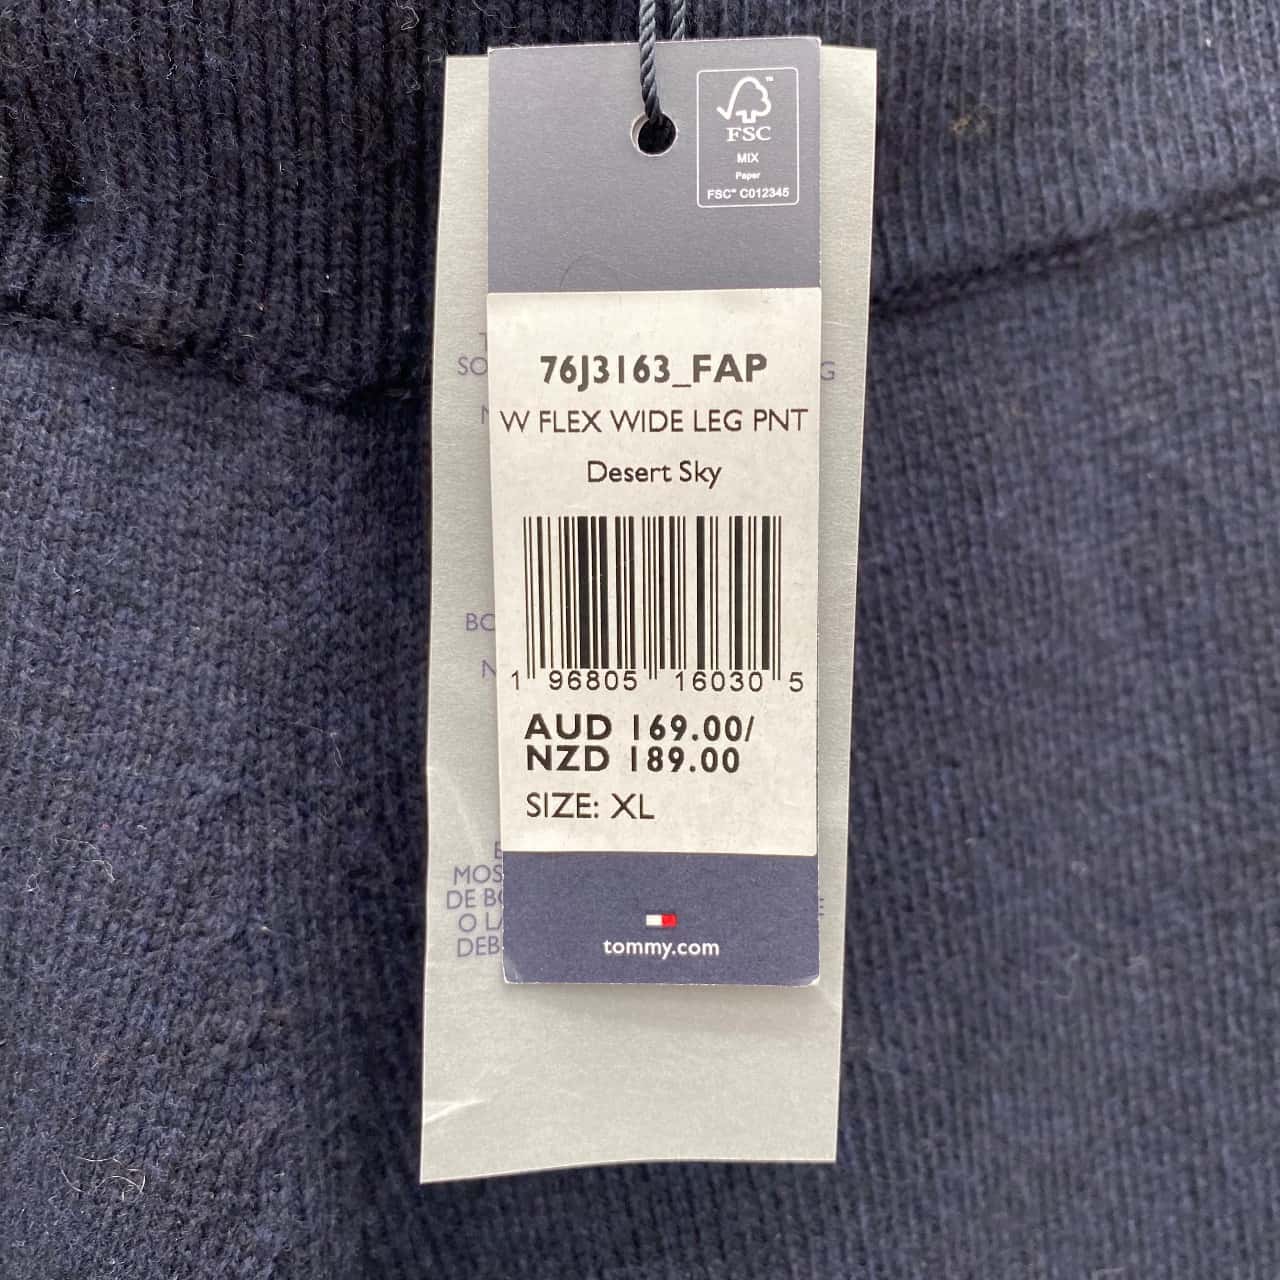 FSC
MIX
Paper
FSC® C012345
76J3163_FAP
W FLEX WIDE LEG PNT
Desert Sky
1 96805 16030 5
AUD 169.00/
NZD 189.00
SIZE: XL
tommy.com
DE